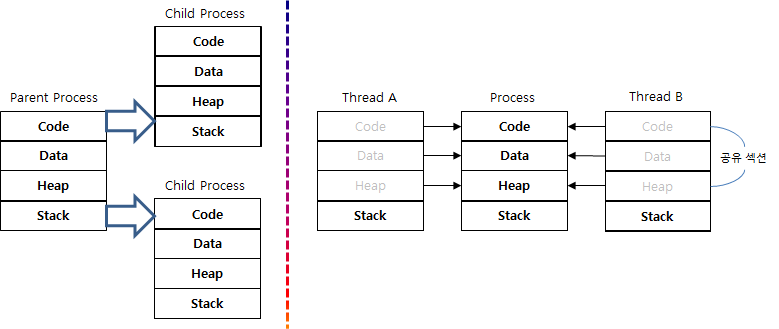 Child Process
Code
Data
Heap
Stack
Parent Process
Code
Data
Heap
Stack
Child Process
Code
Data
Heap
Stack
Thread A
Code
Data
Heap
Stack
Process
Code
Data
Heap
Stack
Thread B
Code
Data
Heap
Stack
공유 섹션